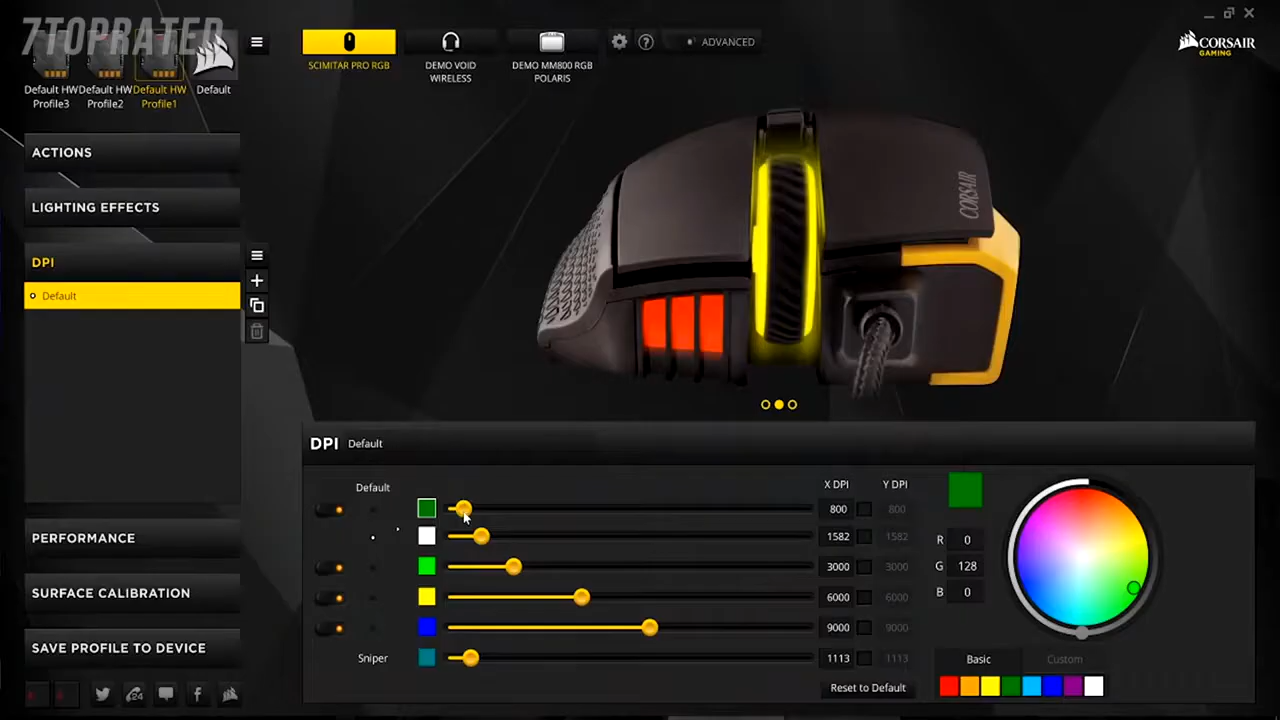 7TOPRATED
SCIMITAR PRO RGB
DEMO VOID
WIRELESS
DEMO MM800 RGB
POLARIS
ADVANCED
CORSAIR
GAMING
Default HW
Profile3
Default HW
Profile2
Default HW
Profile1
Default
ACTIONS
LIGHTING EFFECTS
DPI
Default
PERFORMANCE
SURFACE CALIBRATION
SAVE PROFILE TO DEVICE
CORSAIR
DPI Default
Default X DPI Y DPI
800 800
1582 1582
3000 3000
6000 6000
9000 9000
Sniper 1113 1113
Reset to Default
R 0
G 128
B 0
Basic Custom